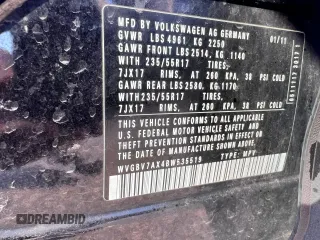 MFD BY VOLKSWAGEN AG GERMANY
GVWR LBS 4961 KG 2250 01/11
GAWR FRONT LBS 2514, KG 1140
WITH 235/55R17 TIRES,
7JX17 RIMS, AT 260 KPA, 38 PSI COLD
GAWR REAR LBS 2580, KG 1170
WITH 235/55R17 TIRES,
7JX17 RIMS, AT 260 KPA, 38 PSI COLD
THIS VEHICLE CONFORMS TO ALL APPLICABLE
U.S. FEDERAL MOTOR VEHICLE SAFETY AND
THEFT PREVENTION STANDARDS IN EFFECT ON
THE DATE OF MANUFACTURE SHOWN ABOVE.
TYPE: MPV
DREAMBID